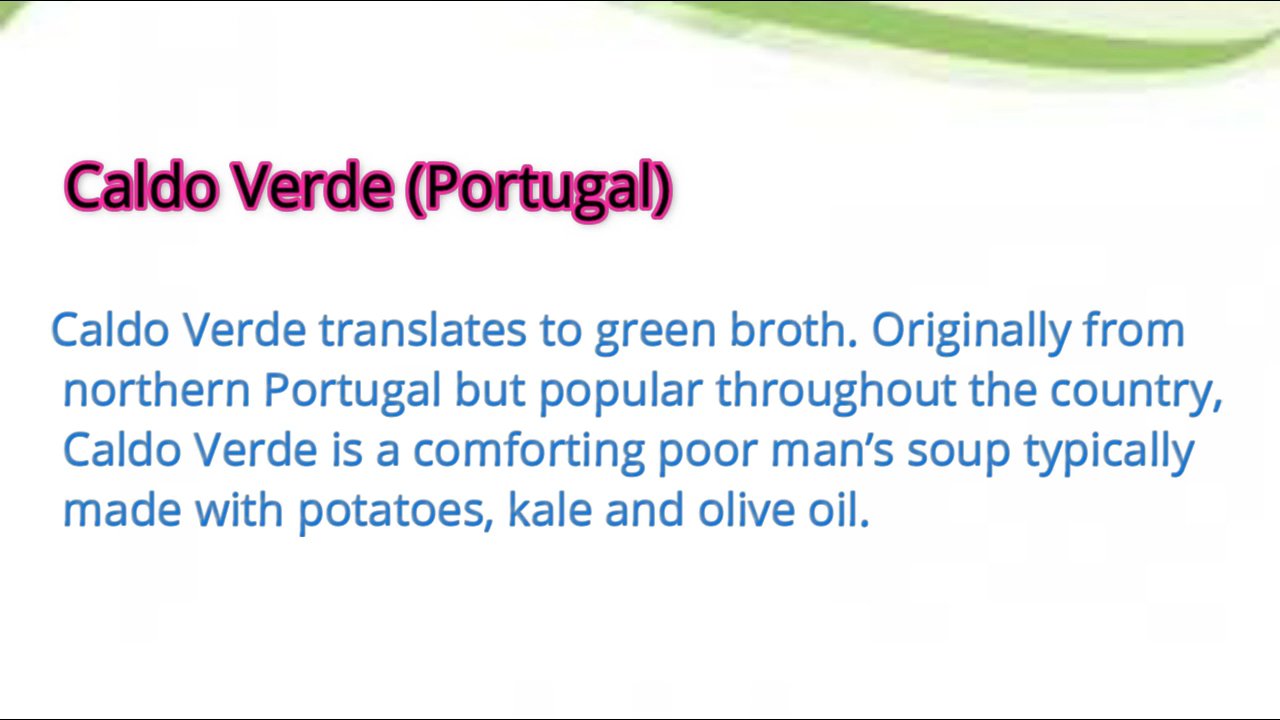 Caldo Verde (Portugal)
Caldo Verde translates to green broth. Originally from
northern Portugal but popular throughout the country,
Caldo Verde is a comforting poor man’s soup typically
made with potatoes, kale and olive oil.